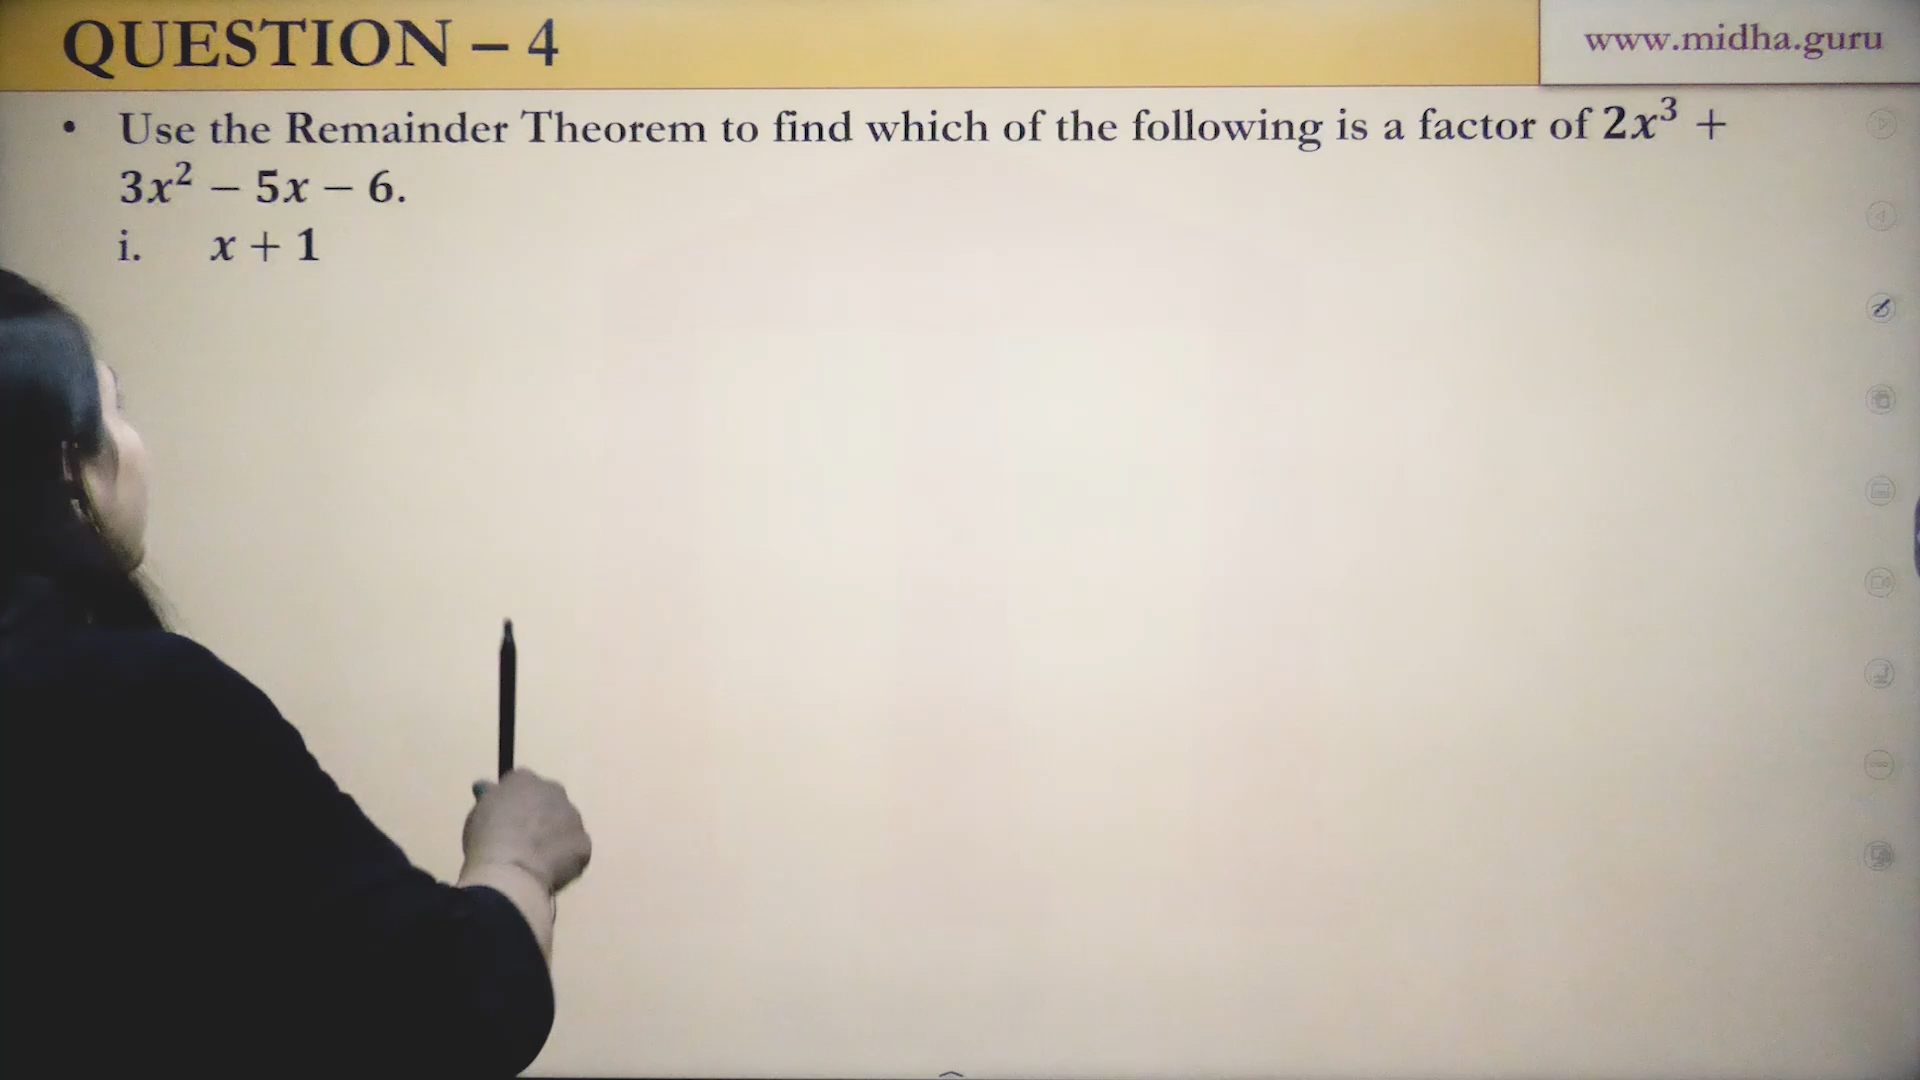 QUESTION – 4
www.midha.guru
• Use the Remainder Theorem to find which of the following is a factor of 2x³ +
3x² – 5x – 6.
i. x + 1